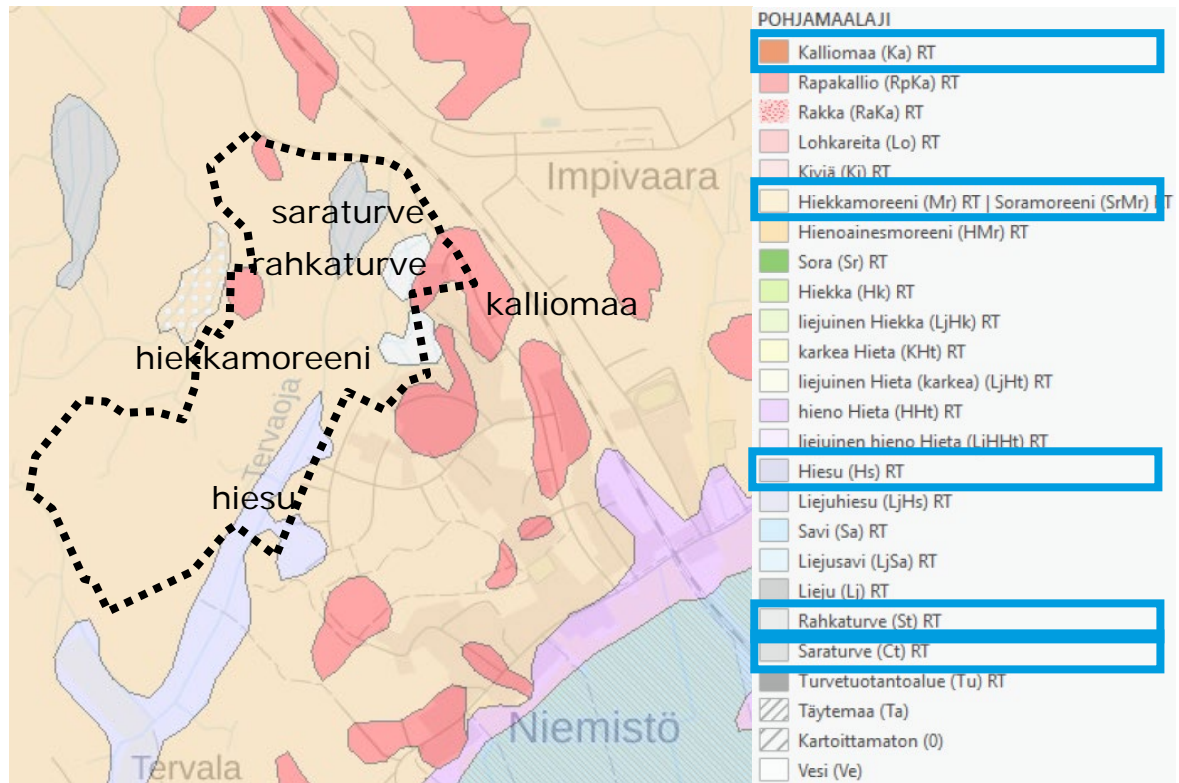 Impivaara
saraturve
rahkaturve
kalliomaa
hiekkamoreeni
Tervaoja
hiesu
Niemistö
Tervala
POHJAMAALAJI
Kalliomaa (Ka) RT
Rapakallio (RpKa) RT
Rakka (RaKa) RT
Lohkareita (Lo) RT
Kiviä (Ki) RT
Hiekkamoreeni (Mr) RT | Soramoreeni (SrMr) RT
Hienoainesmoreeni (HMr) RT
Sora (Sr) RT
Hiekka (Hk) RT
liejuinen Hiekka (LjHk) RT
karkea Hieta (KHt) RT
liejuinen Hieta (karkea) (LjHt) RT
hieno Hieta (HHt) RT
liejuinen hieno Hieta (LjHHt) RT
Hiesu (Hs) RT
Liejuhiesu (LjHs) RT
Savi (Sa) RT
Liejusavi (LjSa) RT
Lieju (Lj) RT
Rahkaturve (St) RT
Saraturve (Ct) RT
Turvetuotantoalue (Tu) RT
Täytemaa (Ta)
Kartoittamaton (0)
Vesi (Ve)